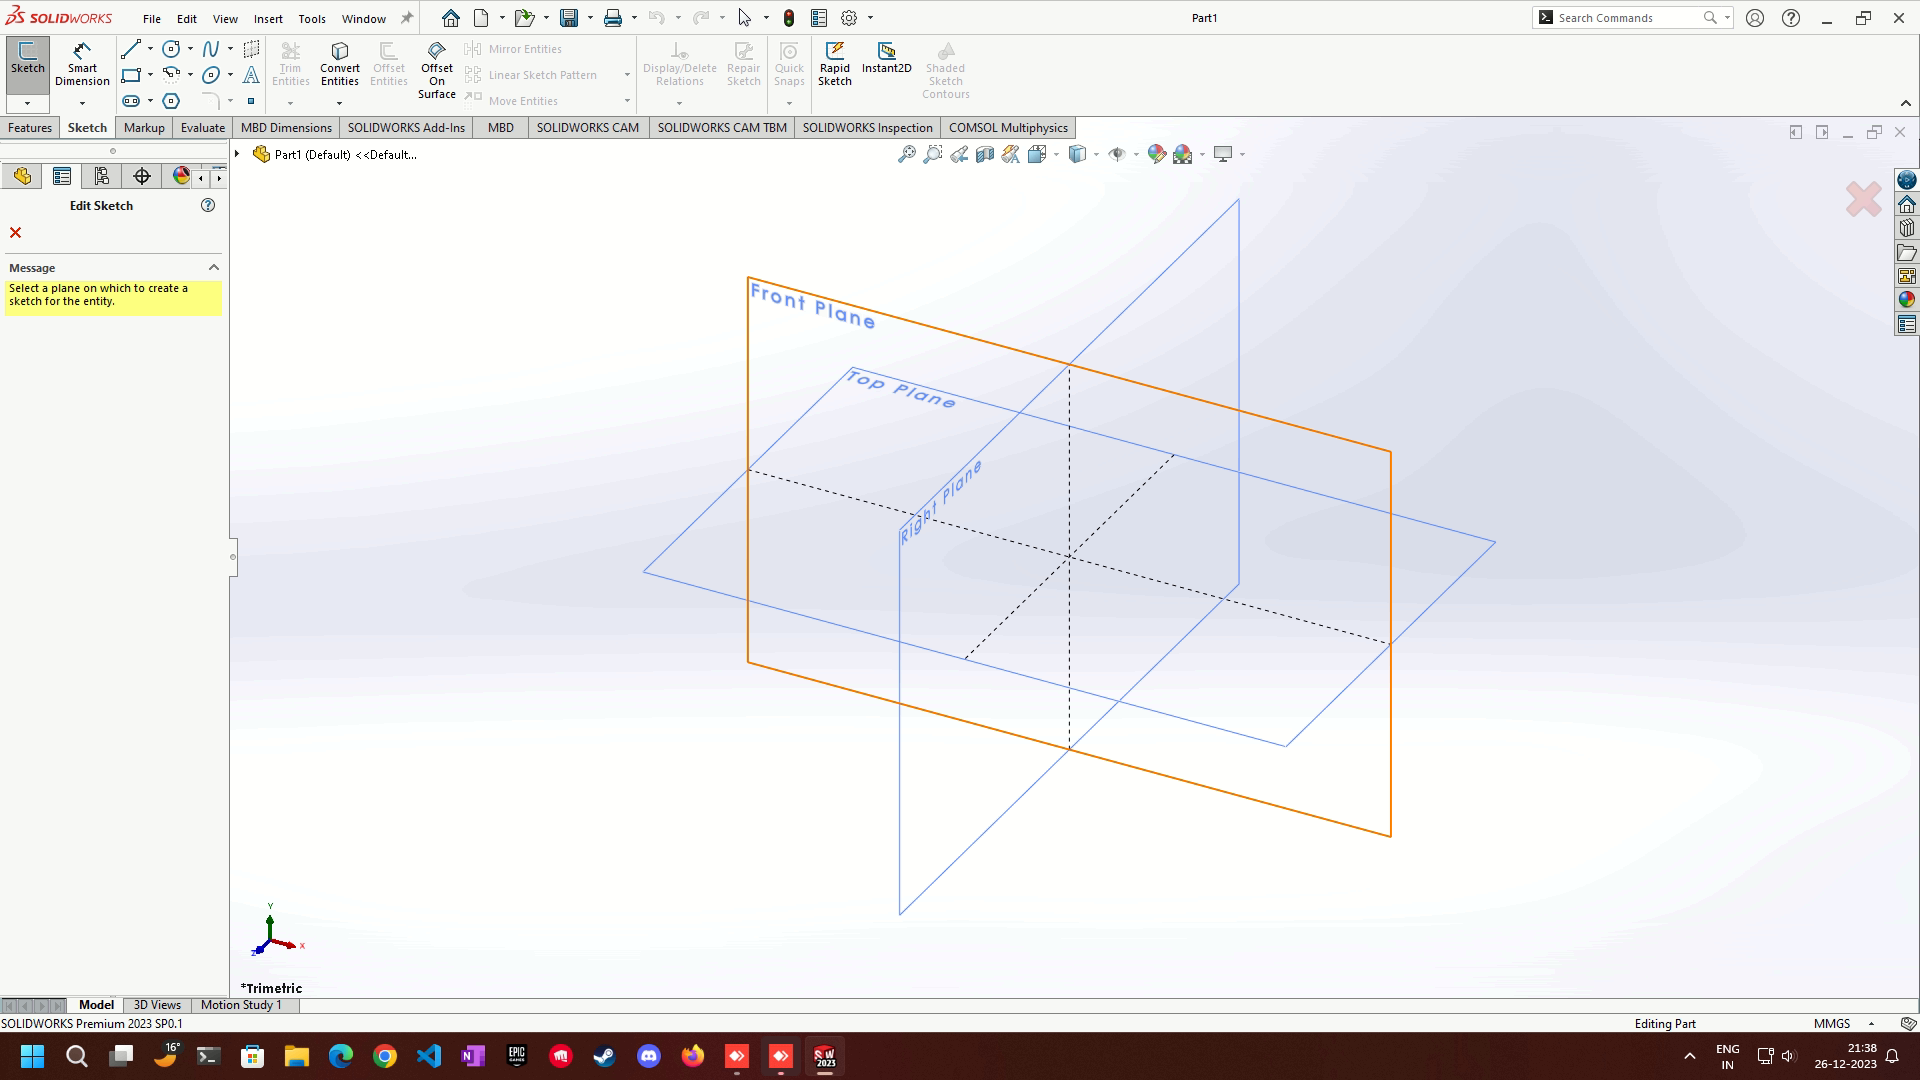 SOLIDWORKS File Edit View Insert Tools Window Part1 Search Commands
Sketch Smart Dimension Trim Entities Convert Entities Offset Entities Offset On Surface Mirror Entities Linear Sketch Pattern Move Entities Display/Delete Relations Repair Sketch Quick Snaps Rapid Sketch Instant2D Shaded Sketch Contours
Features Sketch Markup Evaluate MBD Dimensions SOLIDWORKS Add-Ins MBD SOLIDWORKS CAM SOLIDWORKS CAM TBM SOLIDWORKS Inspection COMSOL Multiphysics
Part1 (Default) <<Default...
Edit Sketch
Message
Select a plane on which to create a
sketch for the entity.
Front Plane
Top Plane
Right Plane
Y
X
Z
*Trimetric
Model 3D Views Motion Study 1
SOLIDWORKS Premium 2023 SP0.1 Editing Part MMGS
16° EPIC GAMES SW 2023 ENG IN 21:38
26-12-2023